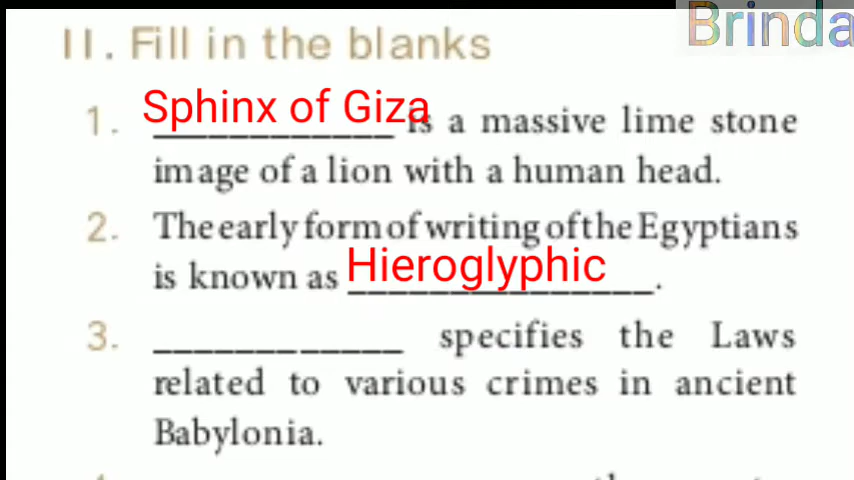 Brinda
II. Fill in the blanks
1. Sphinx of Giza is a massive lime stone
image of a lion with a human head.
2. The early form of writing of the Egyptians
is known as Hieroglyphic.
3. ____________ specifies the Laws
related to various crimes in ancient
Babylonia.